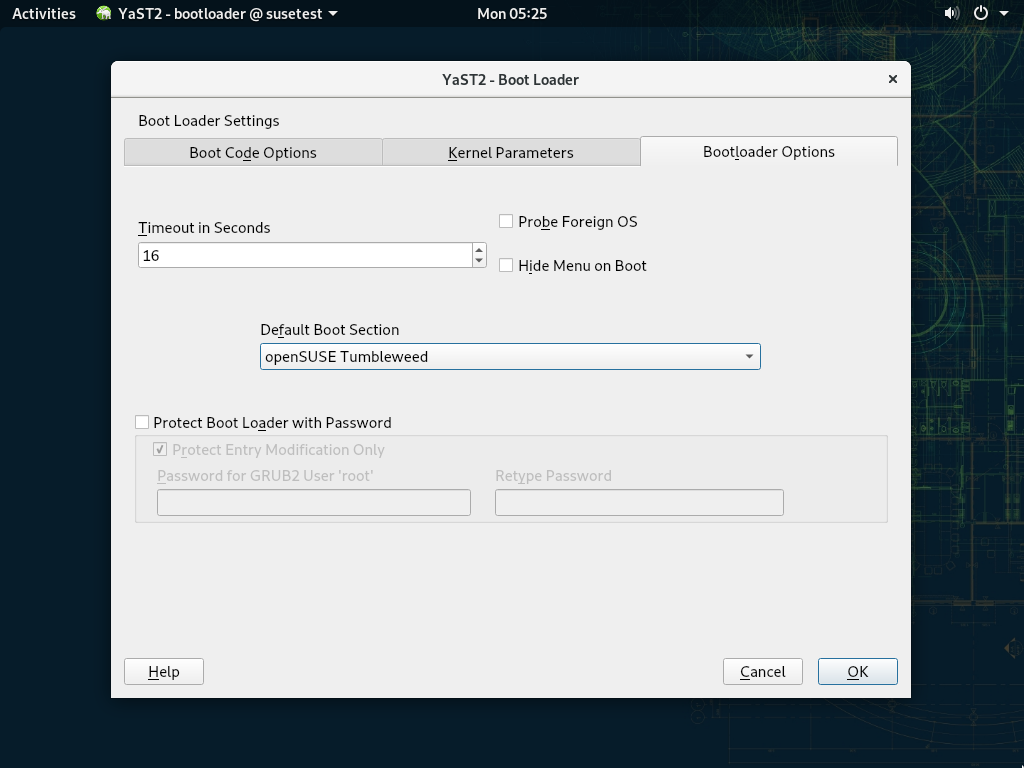 Activities YaST2 - bootloader @ susetest Mon 05:25
YaST2 - Boot Loader
Boot Loader Settings
Boot Code Options Kernel Parameters Bootloader Options
Timeout in Seconds
16
Probe Foreign OS
Hide Menu on Boot
Default Boot Section
openSUSE Tumbleweed
Protect Boot Loader with Password
Protect Entry Modification Only
Password for GRUB2 User 'root' Retype Password
Help Cancel OK